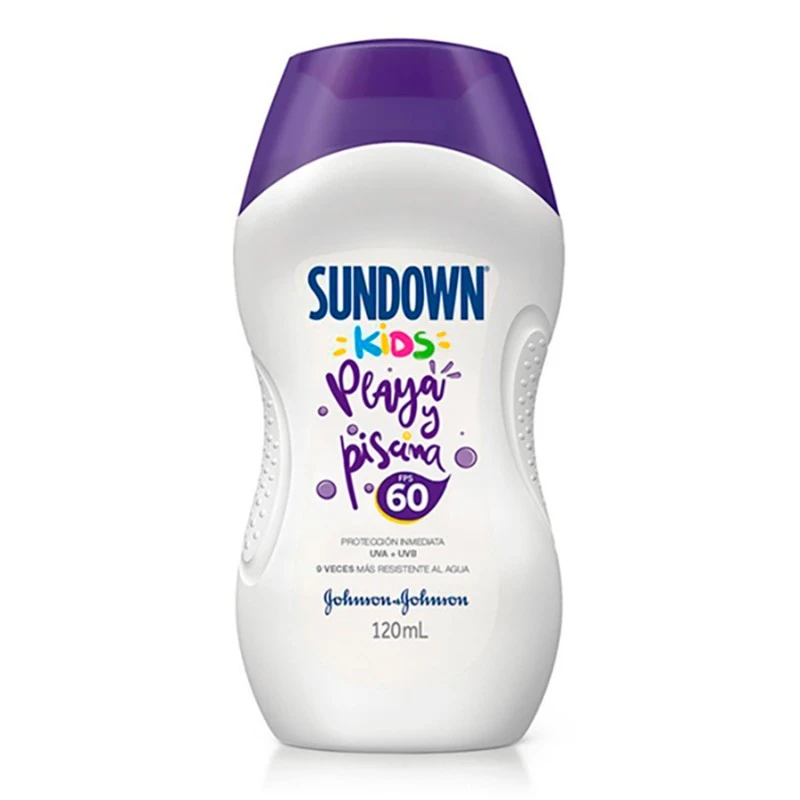 SUNDOWN®
KiDS
Playa y
piscina
FPS
60
PROTECCIÓN INMEDIATA
UVA + UVB
9 VECES MÁS RESISTENTE AL AGUA
Johnson&Johnson
120mL